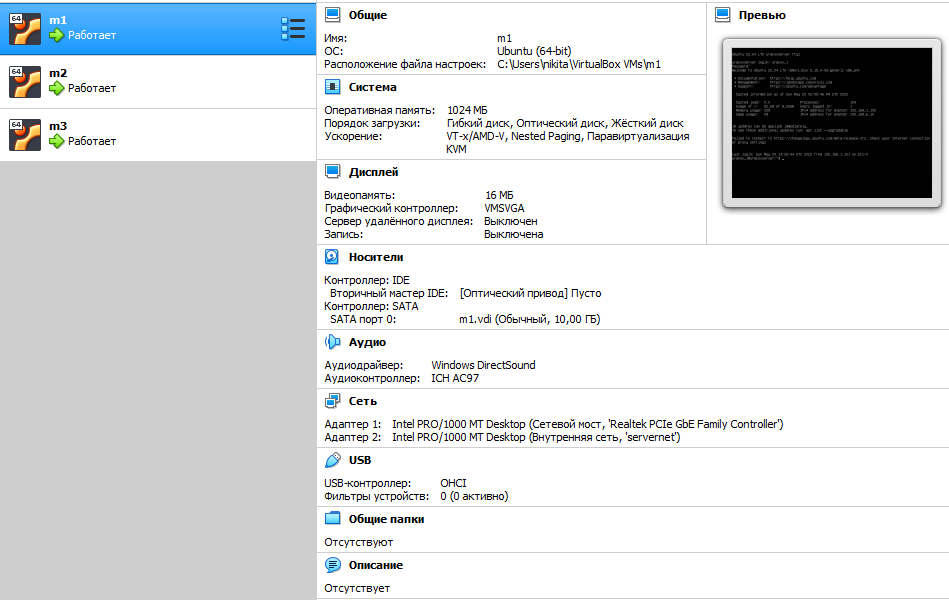 64
m1
Работает
64
m2
Работает
64
m3
Работает
Общие
Имя: m1
ОС: Ubuntu (64-bit)
Расположение файла настроек: C:\Users\nikita\VirtualBox VMs\m1
Система
Оперативная память: 1024 МБ
Порядок загрузки: Гибкий диск, Оптический диск, Жёсткий диск
Ускорение: VT-x/AMD-V, Nested Paging, Паравиртуализация
KVM
Дисплей
Видеопамять: 16 МБ
Графический контроллер: VMSVGA
Сервер удалённого дисплея: Выключен
Запись: Выключена
Превью
Носители
Контроллер: IDE
Вторичный мастер IDE: [Оптический привод] Пусто
Контроллер: SATA
SATA порт 0: m1.vdi (Обычный, 10,00 ГБ)
Аудио
Аудиодрайвер: Windows DirectSound
Аудиоконтроллер: ICH AC97
Сеть
Адаптер 1: Intel PRO/1000 MT Desktop (Сетевой мост, 'Realtek PCIe GbE Family Controller')
Адаптер 2: Intel PRO/1000 MT Desktop (Внутренняя сеть, 'servernet')
USB
USB-контроллер: OHCI
Фильтры устройств: 0 (0 активно)
Общие папки
Отсутствуют
Описание
Отсутствует